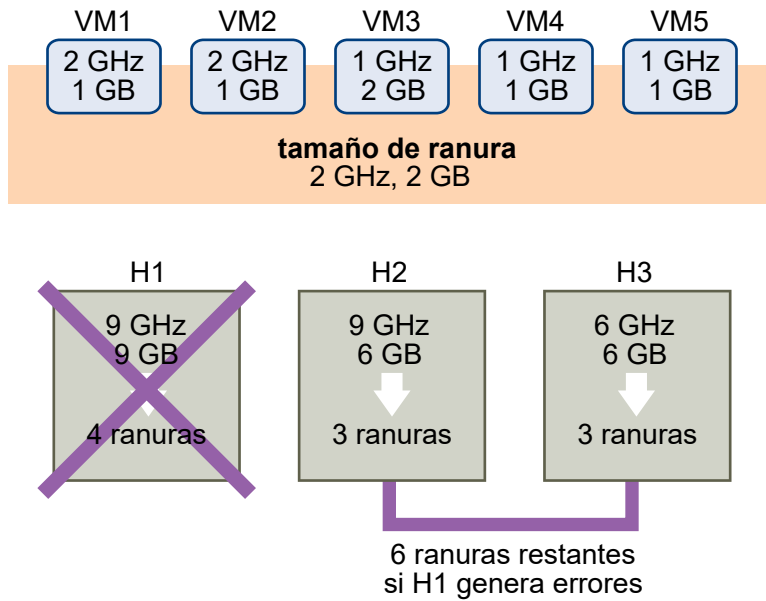 VM1 VM2 VM3 VM4 VM5
2 GHz 2 GHz 1 GHz 1 GHz 1 GHz
1 GB 1 GB 2 GB 1 GB 1 GB
tamaño de ranura
2 GHz, 2 GB
H1 H2 H3
9 GHz 9 GHz 6 GHz
9 GB 6 GB 6 GB
4 ranuras 3 ranuras 3 ranuras
6 ranuras restantes
si H1 genera errores